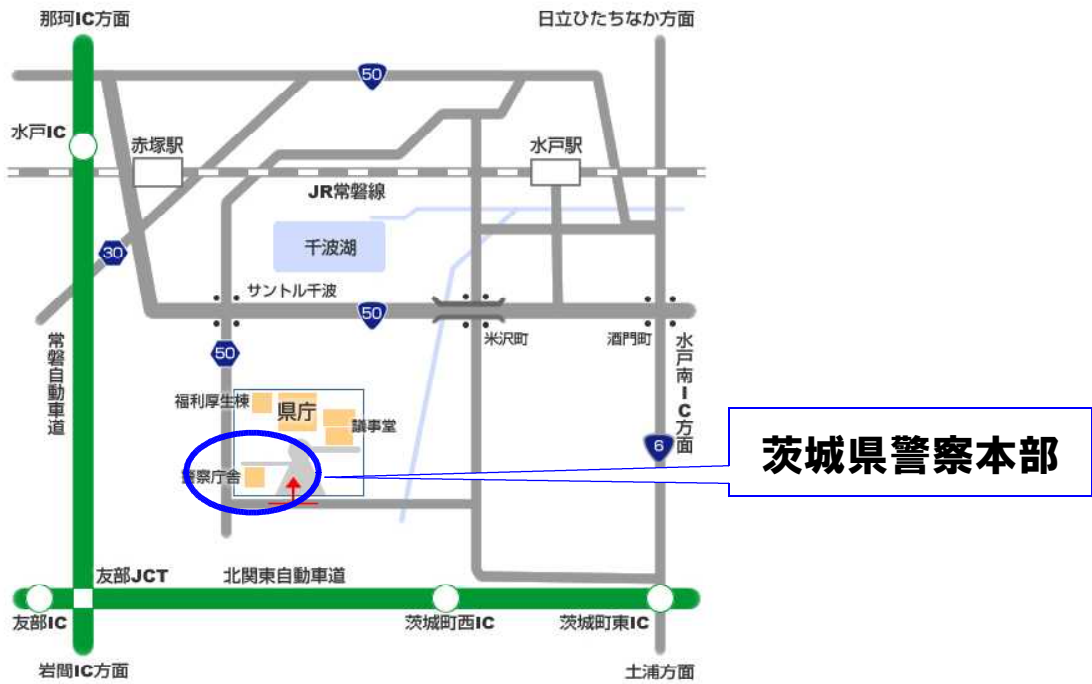 那珂IC方面
日立ひたちなか方面
50
水戸IC
赤塚駅
水戸駅
JR常磐線
千波湖
30
サントル千波
50
米沢町
酒門町
常磐自動車道
50
水戸南IC方面
福利厚生棟
県庁
議事堂
6
茨城県警察本部
警察庁舎
友部JCT
北関東自動車道
友部IC
茨城町西IC
茨城町東IC
岩間IC方面
土浦方面